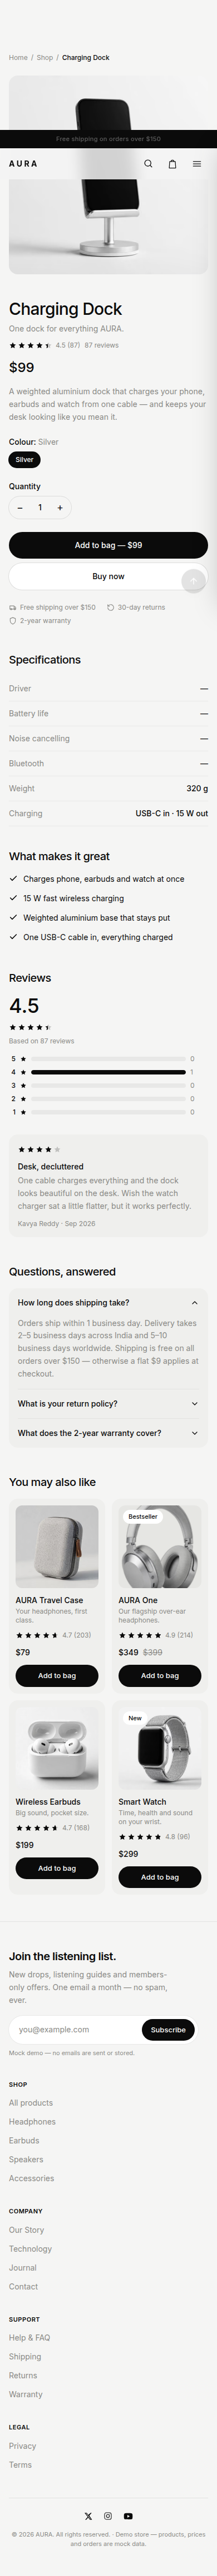 Home / Shop / Charging Dock
Free shipping on orders over $150
AURA
Charging Dock
One dock for everything AURA.
4.5 (87) 87 reviews
$99
A weighted aluminium dock that charges your phone,
earbuds and watch from one cable — and keeps your
desk looking like you mean it.
Colour: Silver
Silver
Quantity
− 1 +
Add to bag — $99
Buy now
Free shipping over $150 30-day returns
2-year warranty
Specifications
Driver —
Battery life —
Noise cancelling —
Bluetooth —
Weight 320 g
Charging USB-C in · 15 W out
What makes it great
Charges phone, earbuds and watch at once
15 W fast wireless charging
Weighted aluminium base that stays put
One USB-C cable in, everything charged
Reviews
4.5
Based on 87 reviews
5 0
4 1
3 0
2 0
1 0
Desk, decluttered
One cable charges everything and the dock
looks beautiful on the desk. Wish the watch
charger sat a little flatter, but it works perfectly.
Kavya Reddy · Sep 2026
Questions, answered
How long does shipping take?
Orders ship within 1 business day. Delivery takes
2–5 business days across India and 5–10
business days worldwide. Shipping is free on all
orders over $150 — otherwise a flat $9 applies at
checkout.
What is your return policy?
What does the 2-year warranty cover?
You may also like
AURA Travel Case
Your headphones, first
class.
4.7 (203)
$79
Add to bag
Bestseller
AURA One
Our flagship over-ear
headphones.
4.9 (214)
$349 $399
Add to bag
Wireless Earbuds
Big sound, pocket size.
4.7 (168)
$199
Add to bag
New
Smart Watch
Time, health and sound
on your wrist.
4.8 (96)
$299
Add to bag
Join the listening list.
New drops, listening guides and members-
only offers. One email a month — no spam,
ever.
you@example.com Subscribe
Mock demo — no emails are sent or stored.
SHOP
All products
Headphones
Earbuds
Speakers
Accessories
COMPANY
Our Story
Technology
Journal
Contact
SUPPORT
Help & FAQ
Shipping
Returns
Warranty
LEGAL
Privacy
Terms
© 2026 AURA. All rights reserved. · Demo store — products, prices
and orders are mock data.